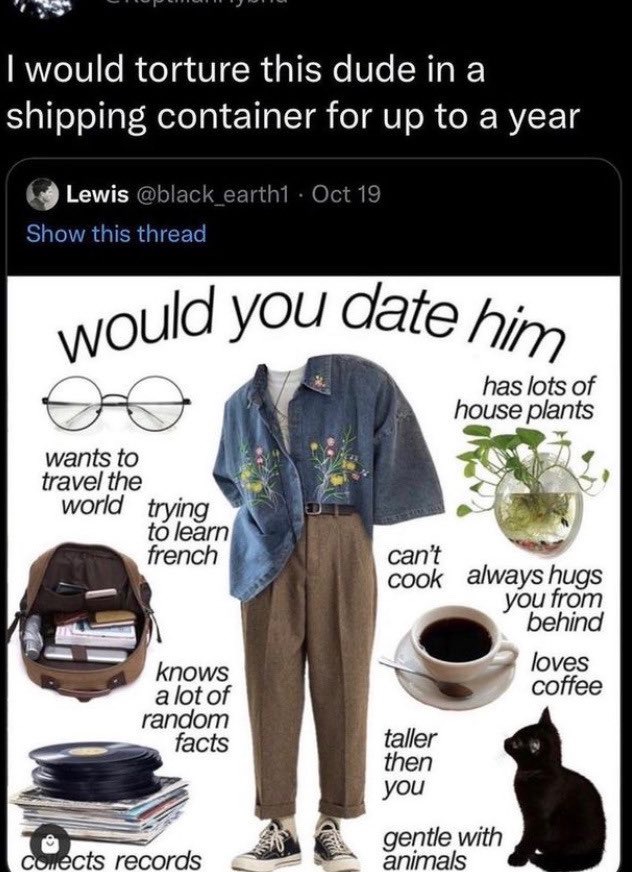 I would torture this dude in a
shipping container for up to a year
Lewis @black_earth1 · Oct 19
Show this thread
would you date him
has lots of
house plants
wants to
travel the
world
trying
to learn
french
can't
cook
always hugs
you from
behind
loves
coffee
knows
a lot of
random
facts
taller
then
you
gentle with
animals
collects records